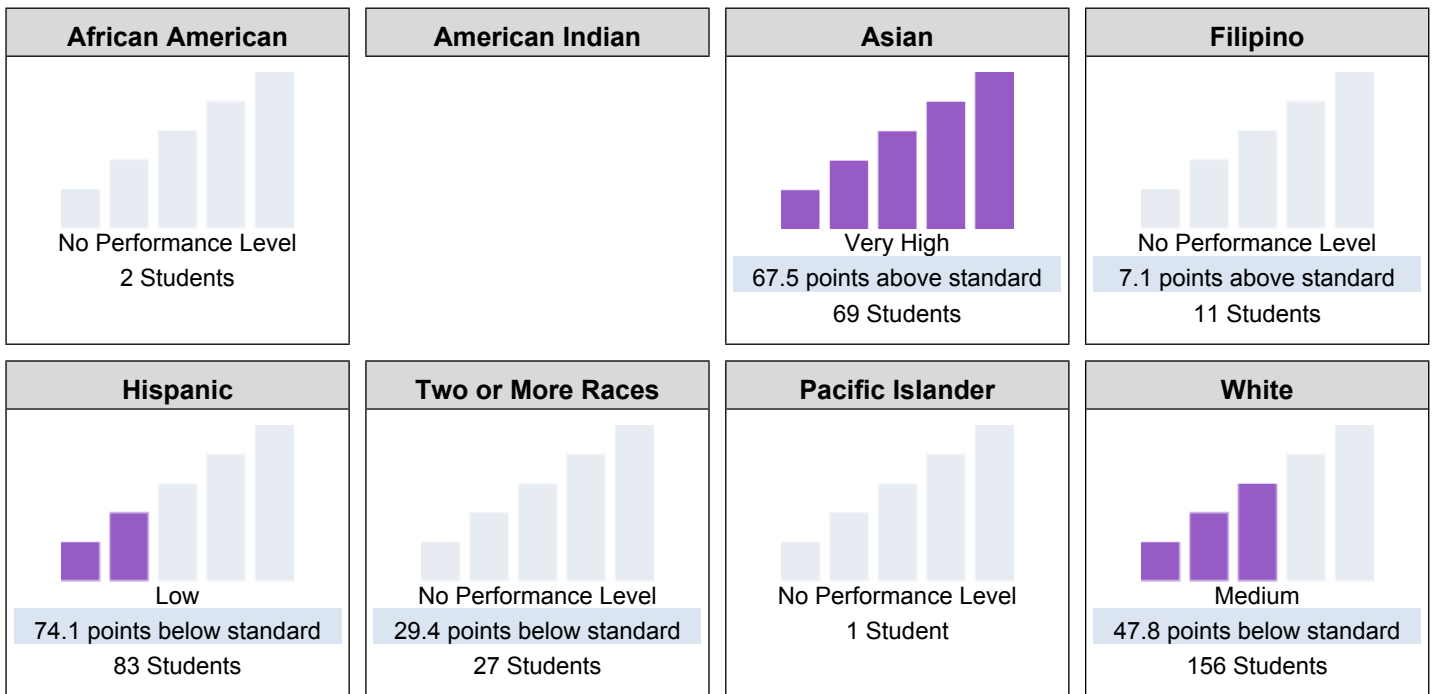 African American
American Indian
Asian
Filipino
No Performance Level
2 Students
Very High
67.5 points above standard
69 Students
No Performance Level
7.1 points above standard
11 Students
Hispanic
Two or More Races
Pacific Islander
White
Low
74.1 points below standard
83 Students
No Performance Level
29.4 points below standard
27 Students
No Performance Level
1 Student
Medium
47.8 points below standard
156 Students